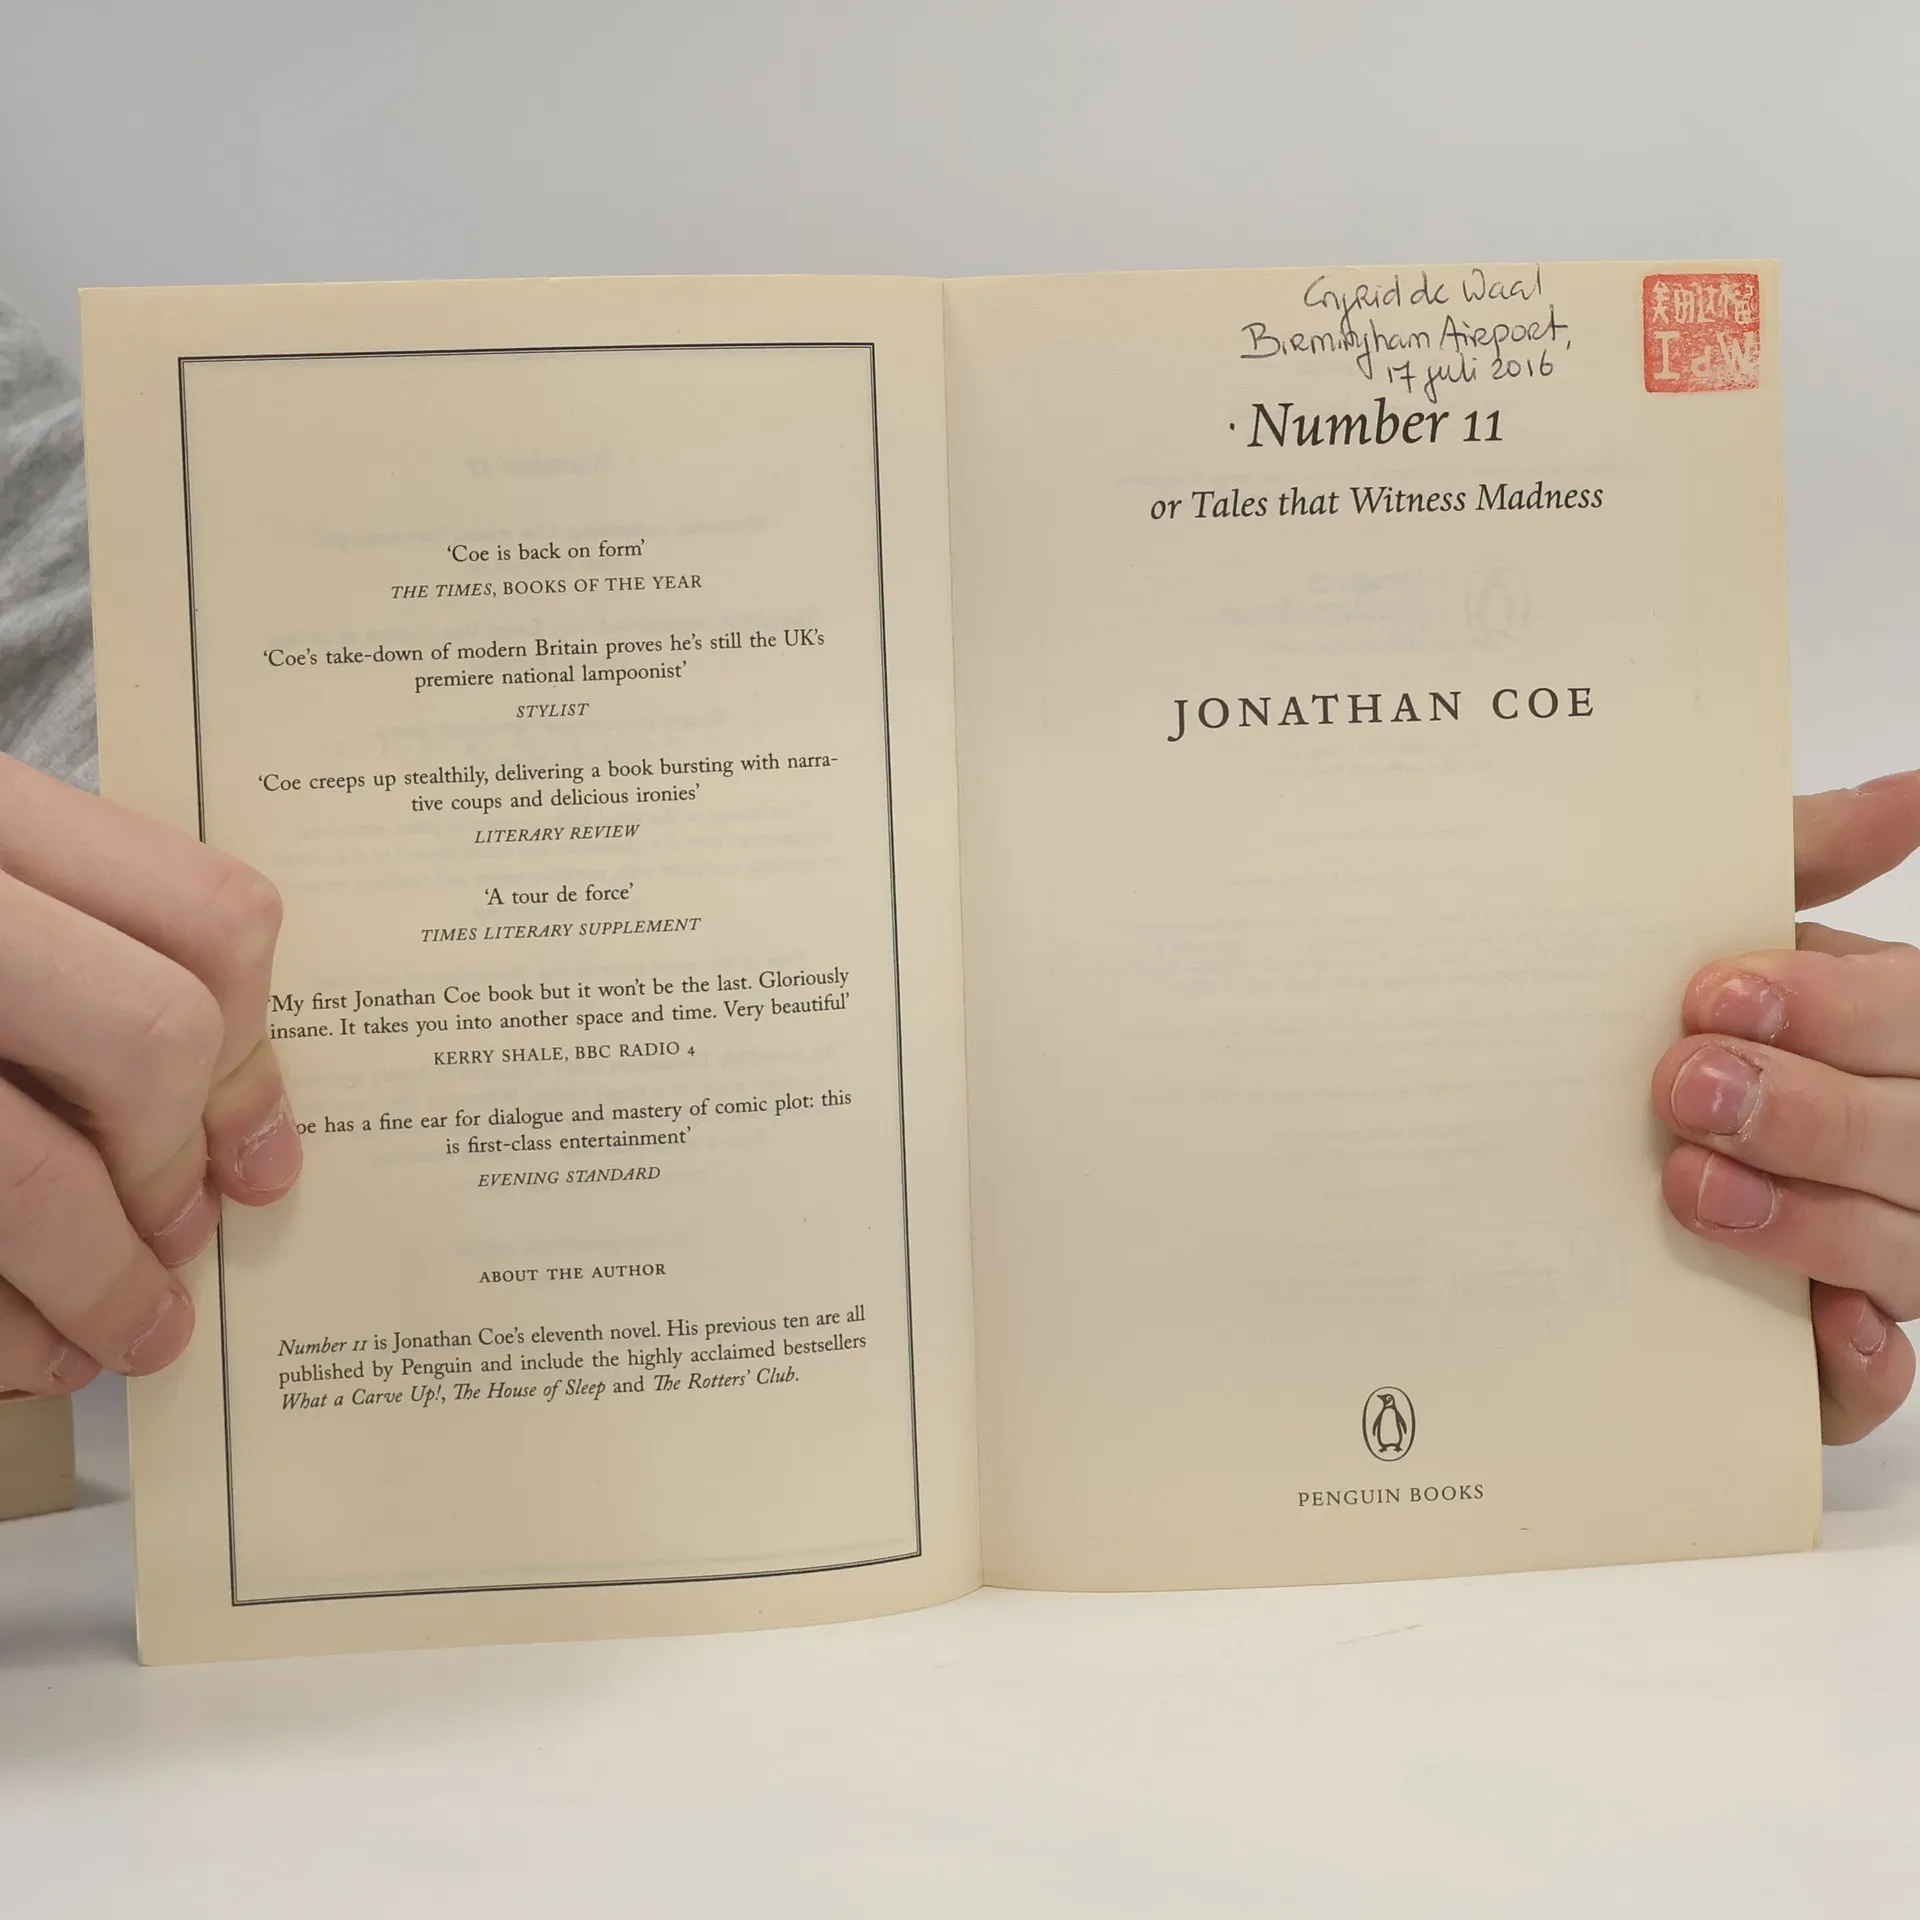 ‘Coe is back on form’
THE TIMES, BOOKS OF THE YEAR
‘Coe’s take-down of modern Britain proves he’s still the UK’s
premiere national lampoonist’
STYLIST
‘Coe creeps up stealthily, delivering a book bursting with narra-
tive coups and delicious ironies’
LITERARY REVIEW
‘A tour de force’
TIMES LITERARY SUPPLEMENT
‘My first Jonathan Coe book but it won’t be the last. Gloriously
insane. It takes you into another space and time. Very beautiful’
KERRY SHALE, BBC RADIO 4
oe has a fine ear for dialogue and mastery of comic plot: this
is first-class entertainment’
EVENING STANDARD
ABOUT THE AUTHOR
Number 11 is Jonathan Coe’s eleventh novel. His previous ten are all
published by Penguin and include the highly acclaimed bestsellers
What a Carve Up!, The House of Sleep and The Rotters’ Club.
de Waal
Birmingham Airport,
17 juli 2016
IdW
Number 11
or Tales that Witness Madness
JONATHAN COE
PENGUIN BOOKS